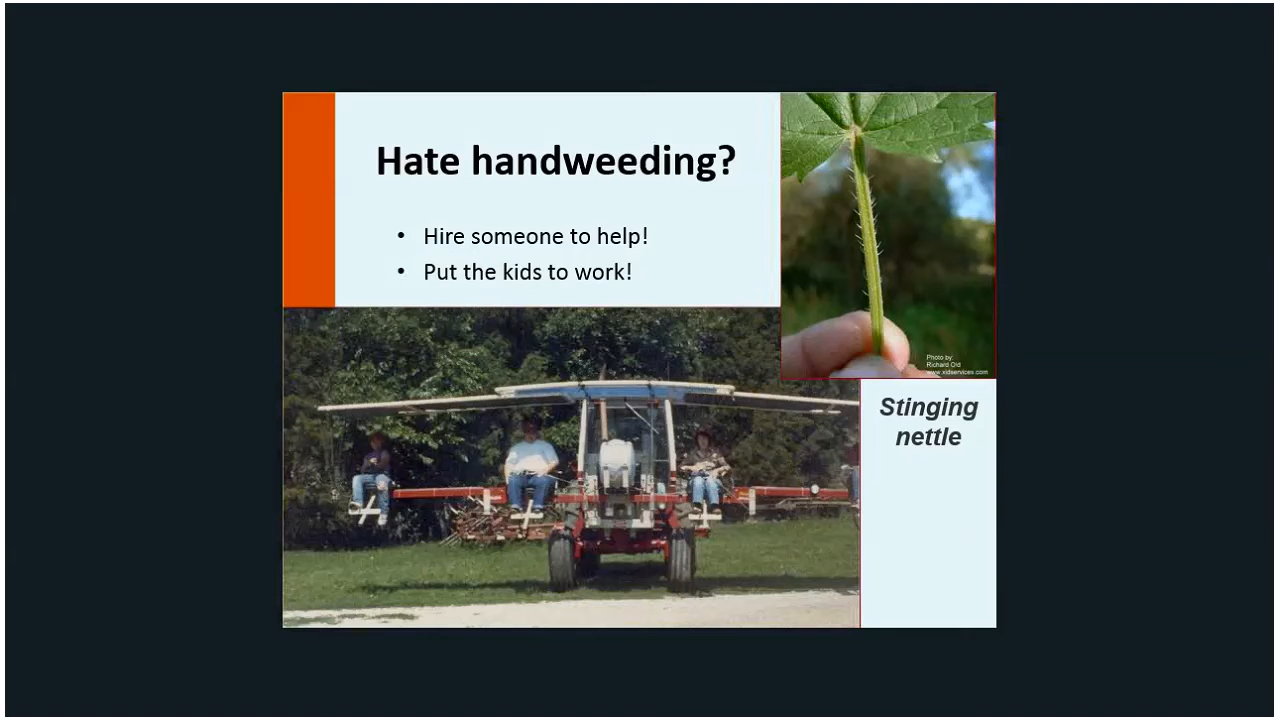 Hate handweeding?
• Hire someone to help!
• Put the kids to work!
Photo by:
Richard Old
www.xidservices.com
Stinging
nettle